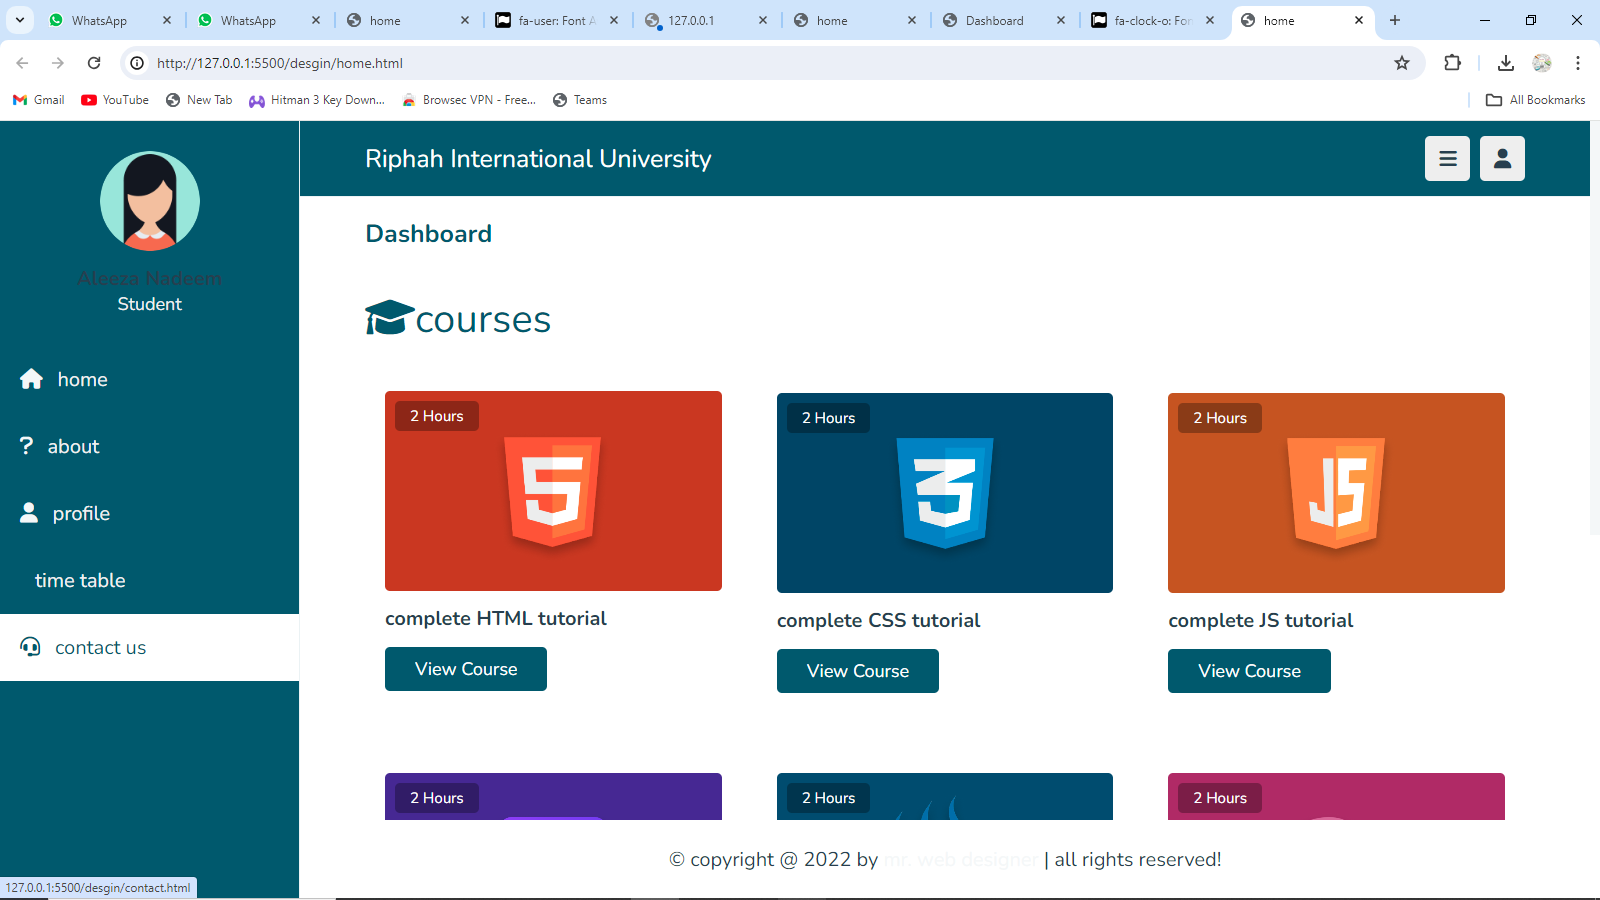 WhatsApp
WhatsApp
home
fa-user: Font A
127.0.0.1
home
Dashboard
fa-clock-o: Fon
home
http://127.0.0.1:5500/desgin/home.html
Gmail
YouTube
New Tab
Hitman 3 Key Down...
Browsec VPN - Free...
Teams
All Bookmarks
Riphah International University
Aleeza Nadeem
Student
home
about
profile
time table
contact us
Dashboard
courses
2 Hours
2 Hours
2 Hours
5
3
JS
complete HTML tutorial
complete CSS tutorial
complete JS tutorial
View Course
View Course
View Course
2 Hours
2 Hours
2 Hours
© copyright @ 2022 by mr. web designer | all rights reserved!
127.0.0.1:5500/desgin/contact.html